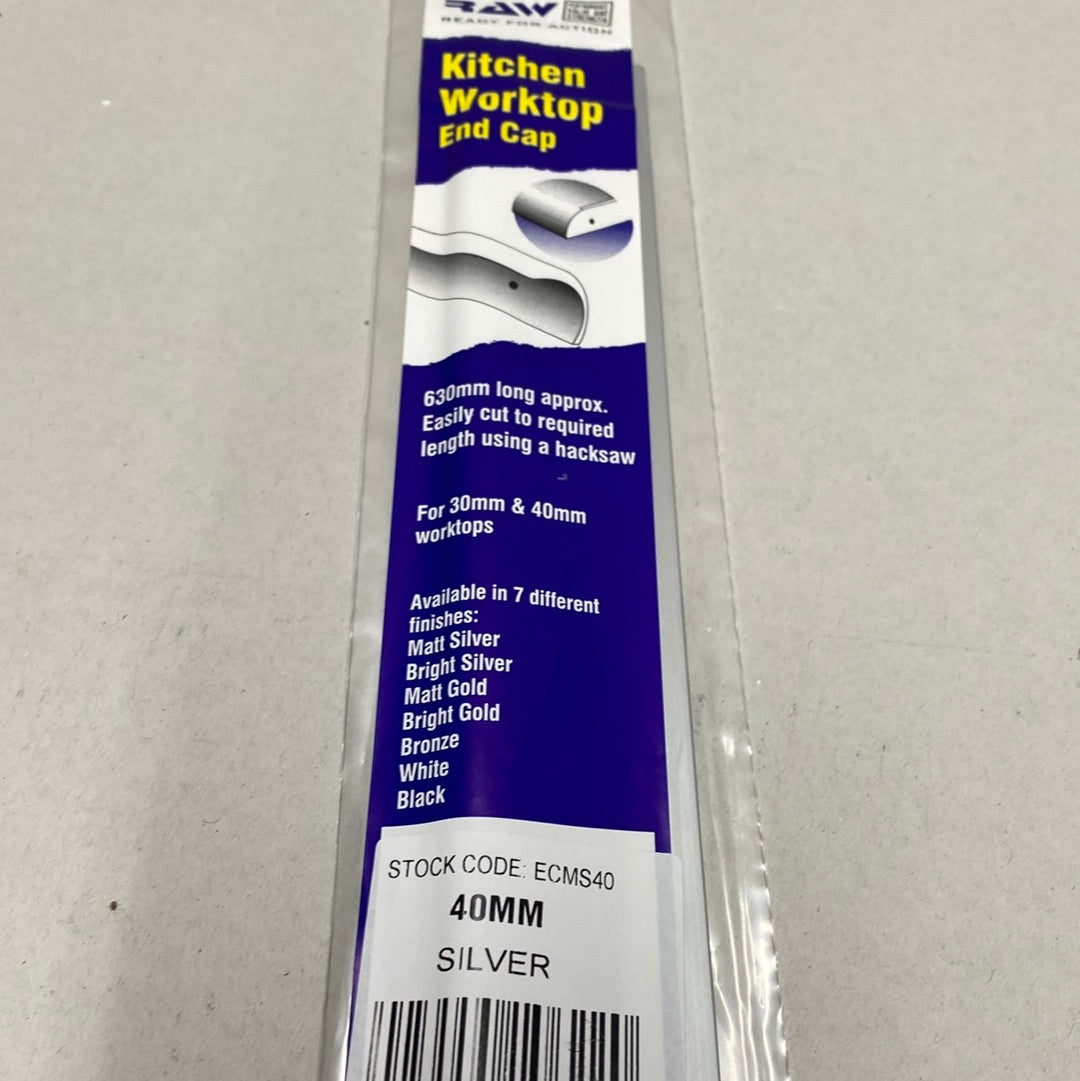 RAW
READY FOR ACTION
Kitchen
Worktop
End Cap
630mm long approx.
Easily cut to required
length using a hacksaw
For 30mm & 40mm
worktops
Available in 7 different
finishes:
Matt Silver
Bright Silver
Matt Gold
Bright Gold
Bronze
White
Black
STOCK CODE: ECMS40
40MM
SILVER